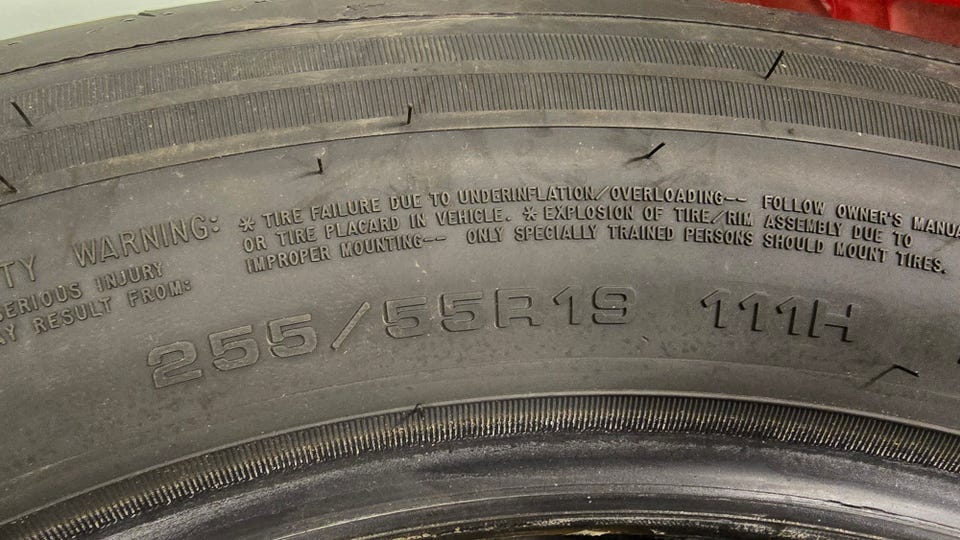 TY WARNING:
SERIOUS INJURY
AY RESULT FROM:
* TIRE FAILURE DUE TO UNDERINFLATION/OVERLOADING-- FOLLOW OWNER'S MANUA
OR TIRE PLACARD IN VEHICLE. * EXPLOSION OF TIRE/RIM ASSEMBLY DUE TO
IMPROPER MOUNTING-- ONLY SPECIALLY TRAINED PERSONS SHOULD MOUNT TIRES.
255/55R19 111H